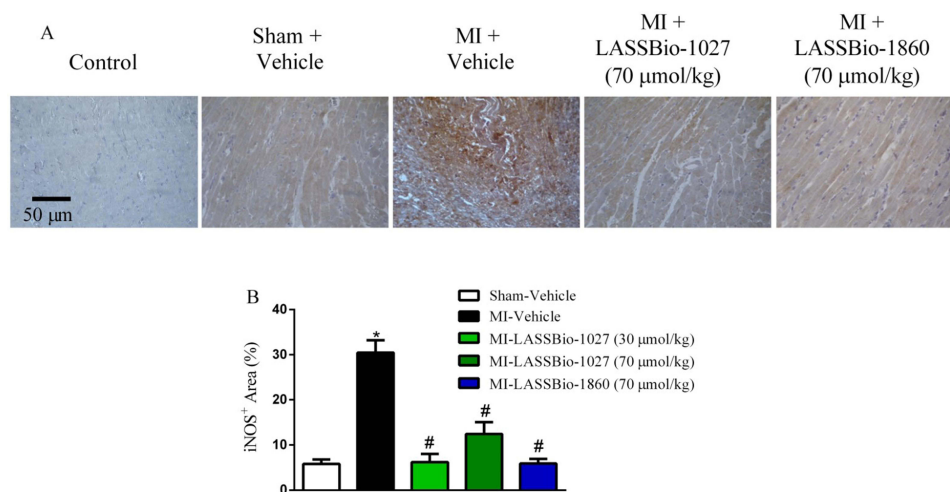 A
Control
Sham +
Vehicle
MI +
Vehicle
MI +
LASSBio-1027
(70 μmol/kg)
MI +
LASSBio-1860
(70 μmol/kg)
50 μm
B
Sham-Vehicle
MI-Vehicle
MI-LASSBio-1027 (30 μmol/kg)
MI-LASSBio-1027 (70 μmol/kg)
MI-LASSBio-1860 (70 μmol/kg)
iNOS⁺ Area (%)
40
30
20
10
0
*
#
#
#